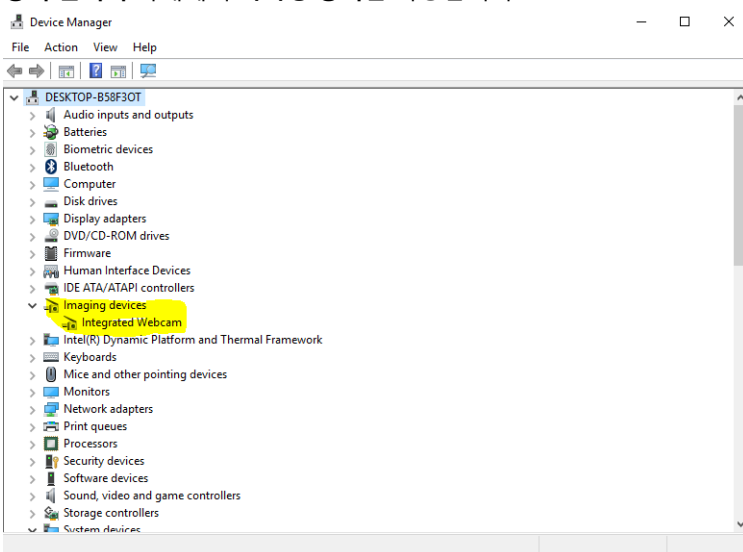 Device Manager
File Action View Help
DESKTOP-B58F3OT
Audio inputs and outputs
Batteries
Biometric devices
Bluetooth
Computer
Disk drives
Display adapters
DVD/CD-ROM drives
Firmware
Human Interface Devices
IDE ATA/ATAPI controllers
Imaging devices
Integrated Webcam
Intel(R) Dynamic Platform and Thermal Framework
Keyboards
Mice and other pointing devices
Monitors
Network adapters
Print queues
Processors
Security devices
Software devices
Sound, video and game controllers
Storage controllers
System devices